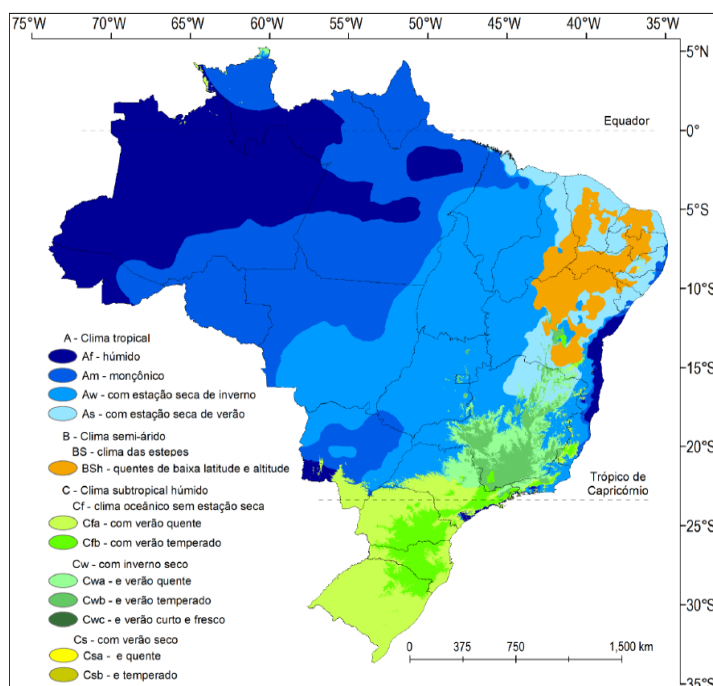 75°W 70°W 65°W 60°W 55°W 50°W 45°W 40°W 35°W
5°N
Equador
0°
5°S
10°S
A - Clima tropical
Af - húmido
Am - monçônico
15°S
Aw - com estação seca de inverno
As - com estação seca de verão
B - Clima semi-árido
BS - clima das estepes
20°S
BSh - quentes de baixa latitude e altitude
Trópico de
Capricórnio
C - Clima subtropical húmido
Cf - clima oceânico sem estação seca
Cfa - com verão quente
25°S
Cfb - com verão temperado
Cw - com inverno seco
Cwa - e verão quente
Cwb - e verão temperado
30°S
Cwc - e verão curto e fresco
Cs - com verão seco
0 375 750 1,500 km
Csa - e quente
Csb - e temperado
35°S